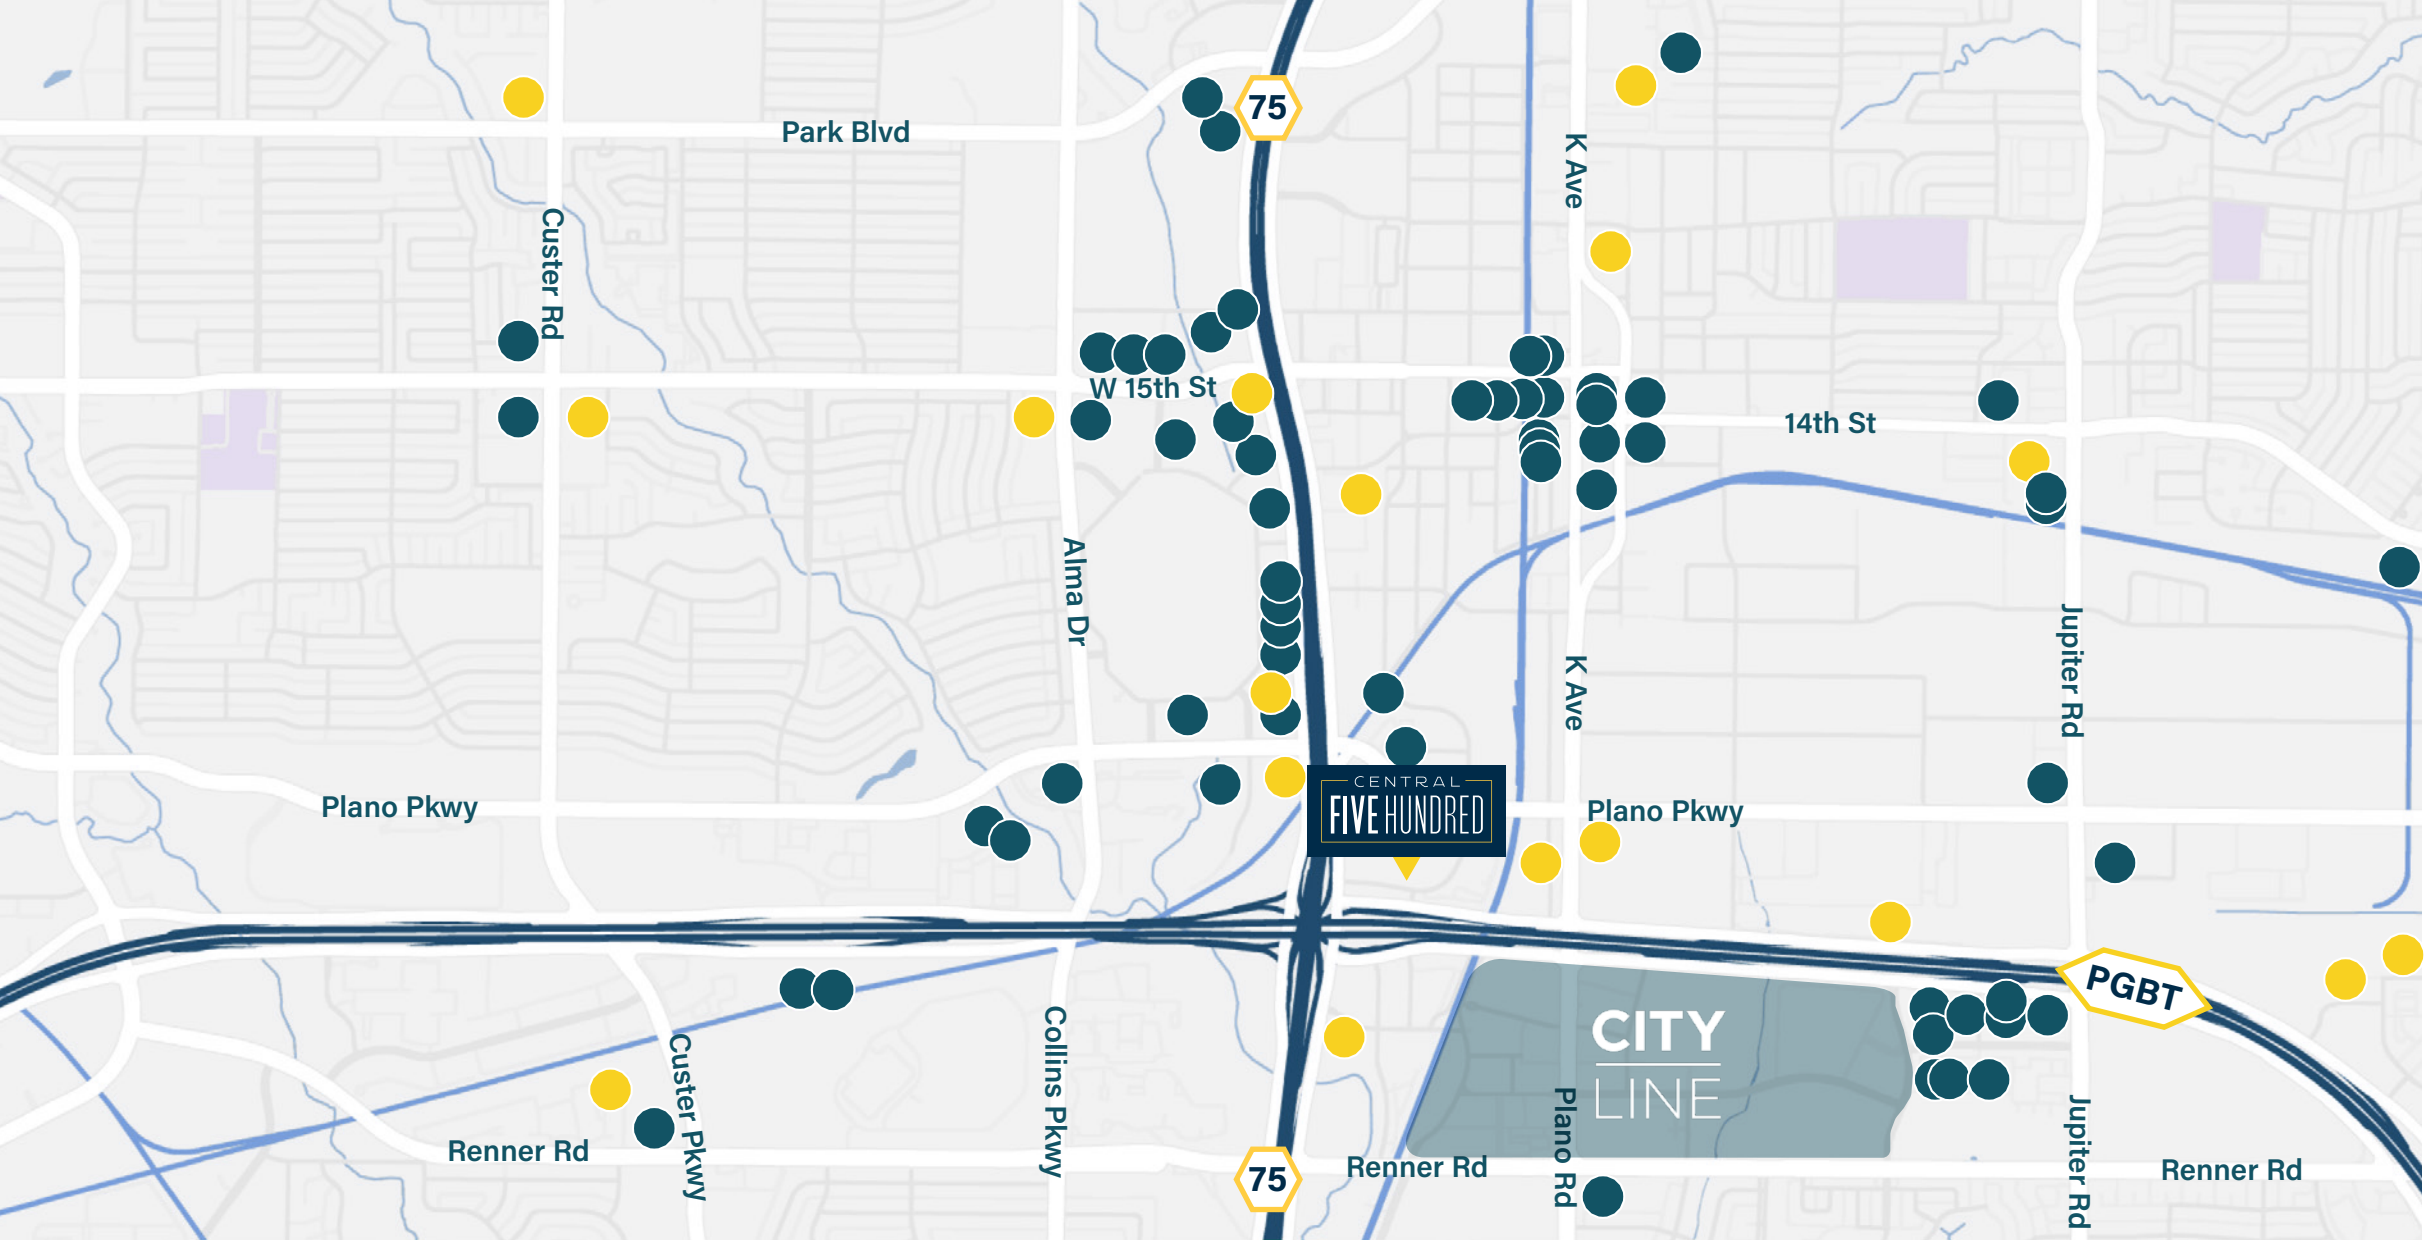 75
Park Blvd
K Ave
Custer Rd
W 15th St
14th St
Alma Dr
Jupiter Rd
K Ave
CENTRAL
FIVE HUNDRED
Plano Pkwy
Plano Pkwy
PGBT
CITY
LINE
Collins Pkwy
Custer Pkwy
Plano Rd
Jupiter Rd
Renner Rd
75
Renner Rd
Renner Rd